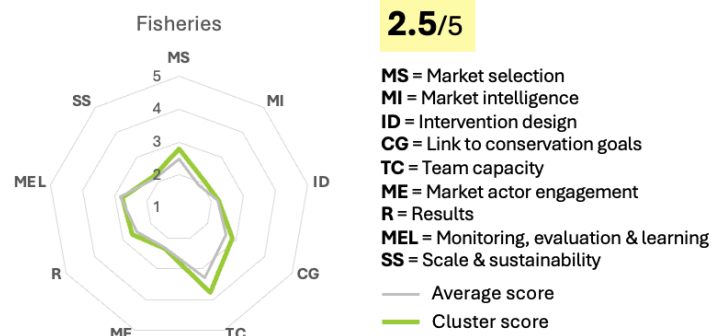 Fisheries
2.5/5
MS
5
SS
4
MI
3
2
MEL
1
ID
R
CG
ME
TC
MS = Market selection
MI = Market intelligence
ID = Intervention design
CG = Link to conservation goals
TC = Team capacity
ME = Market actor engagement
R = Results
MEL = Monitoring, evaluation & learning
SS = Scale & sustainability
Average score
Cluster score